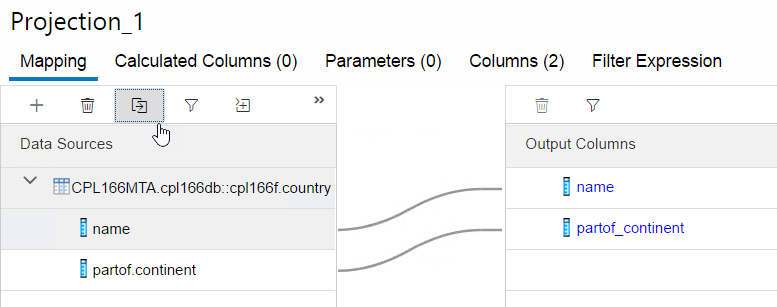 Projection_1
Mapping Calculated Columns (0) Parameters (0) Columns (2) Filter Expression
»
Data Sources Output Columns
CPL166MTA.cpl166db::cpl166f.country name
name partof_continent
partof.continent